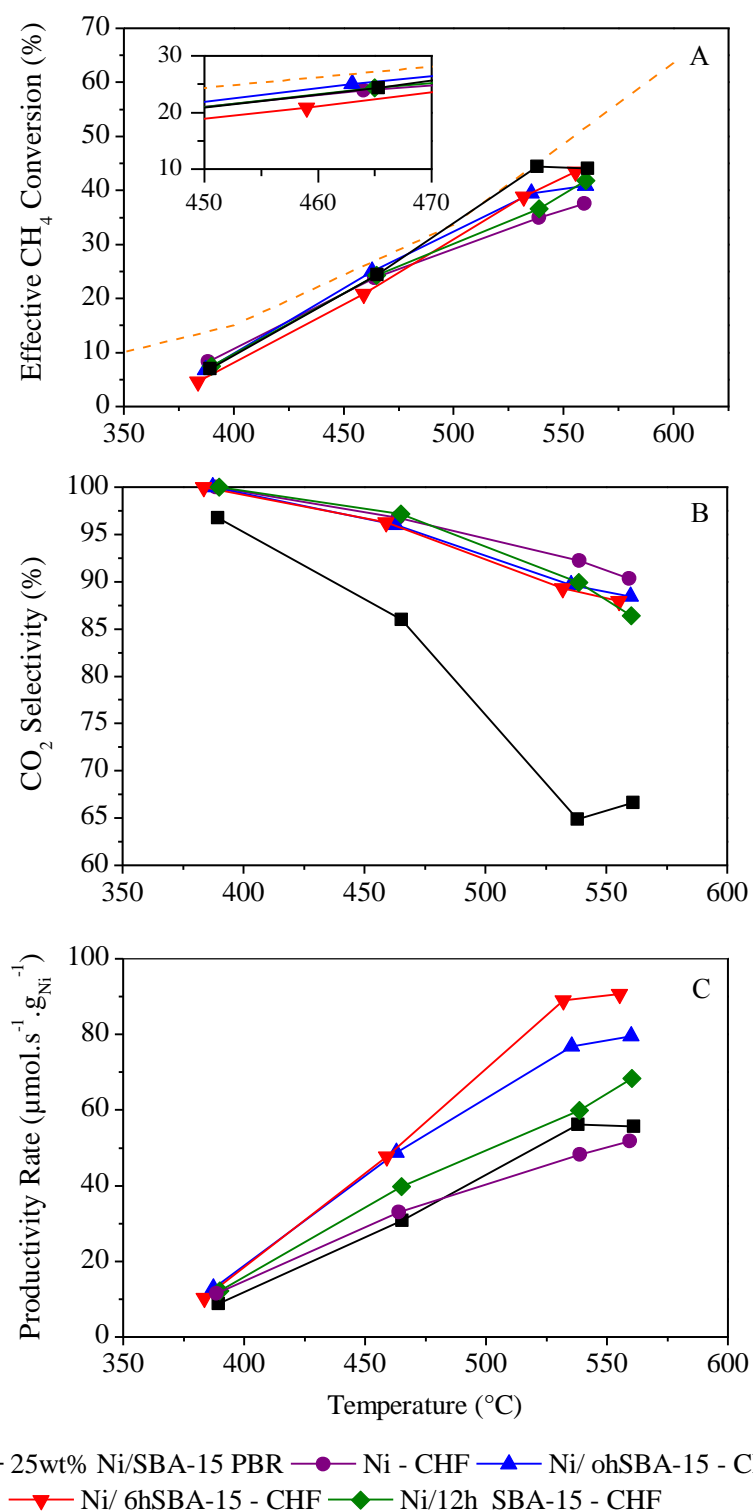 A
70
60
50
40
30
20
10
0
Effective CH4 Conversion (%)
30
20
10
450 460 470
350 400 450 500 550 600
B
100
95
90
85
80
75
70
65
60
CO2 Selectivity (%)
350 400 450 500 550 600
C
100
80
60
40
20
0
Productivity Rate (µmol.s-1.gNi-1)
350 400 450 500 550 600
Temperature (°C)
25wt% Ni/SBA-15 PBR Ni - CHF Ni/ ohSBA-15 - C
Ni/ 6hSBA-15 - CHF Ni/12h SBA-15 - CHF